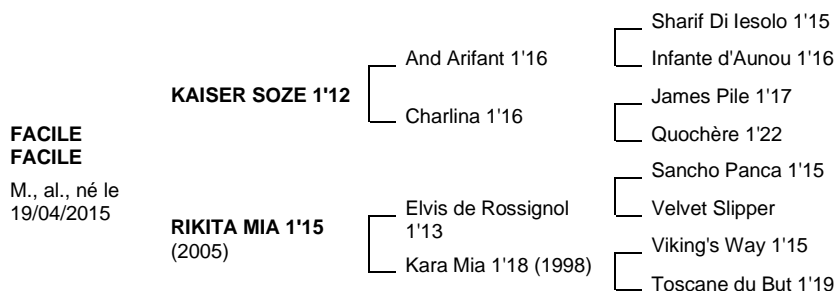 FACILE
FACILE
M., al., né le
19/04/2015
KAISER SOZE 1'12
RIKITA MIA 1'15
(2005)
And Arifant 1'16
Charlina 1'16
Elvis de Rossignol
1'13
Kara Mia 1'18 (1998)
Sharif Di Iesolo 1'15
Infante d'Aunou 1'16
James Pile 1'17
Quochère 1'22
Sancho Panca 1'15
Velvet Slipper
Viking's Way 1'15
Toscane du But 1'19